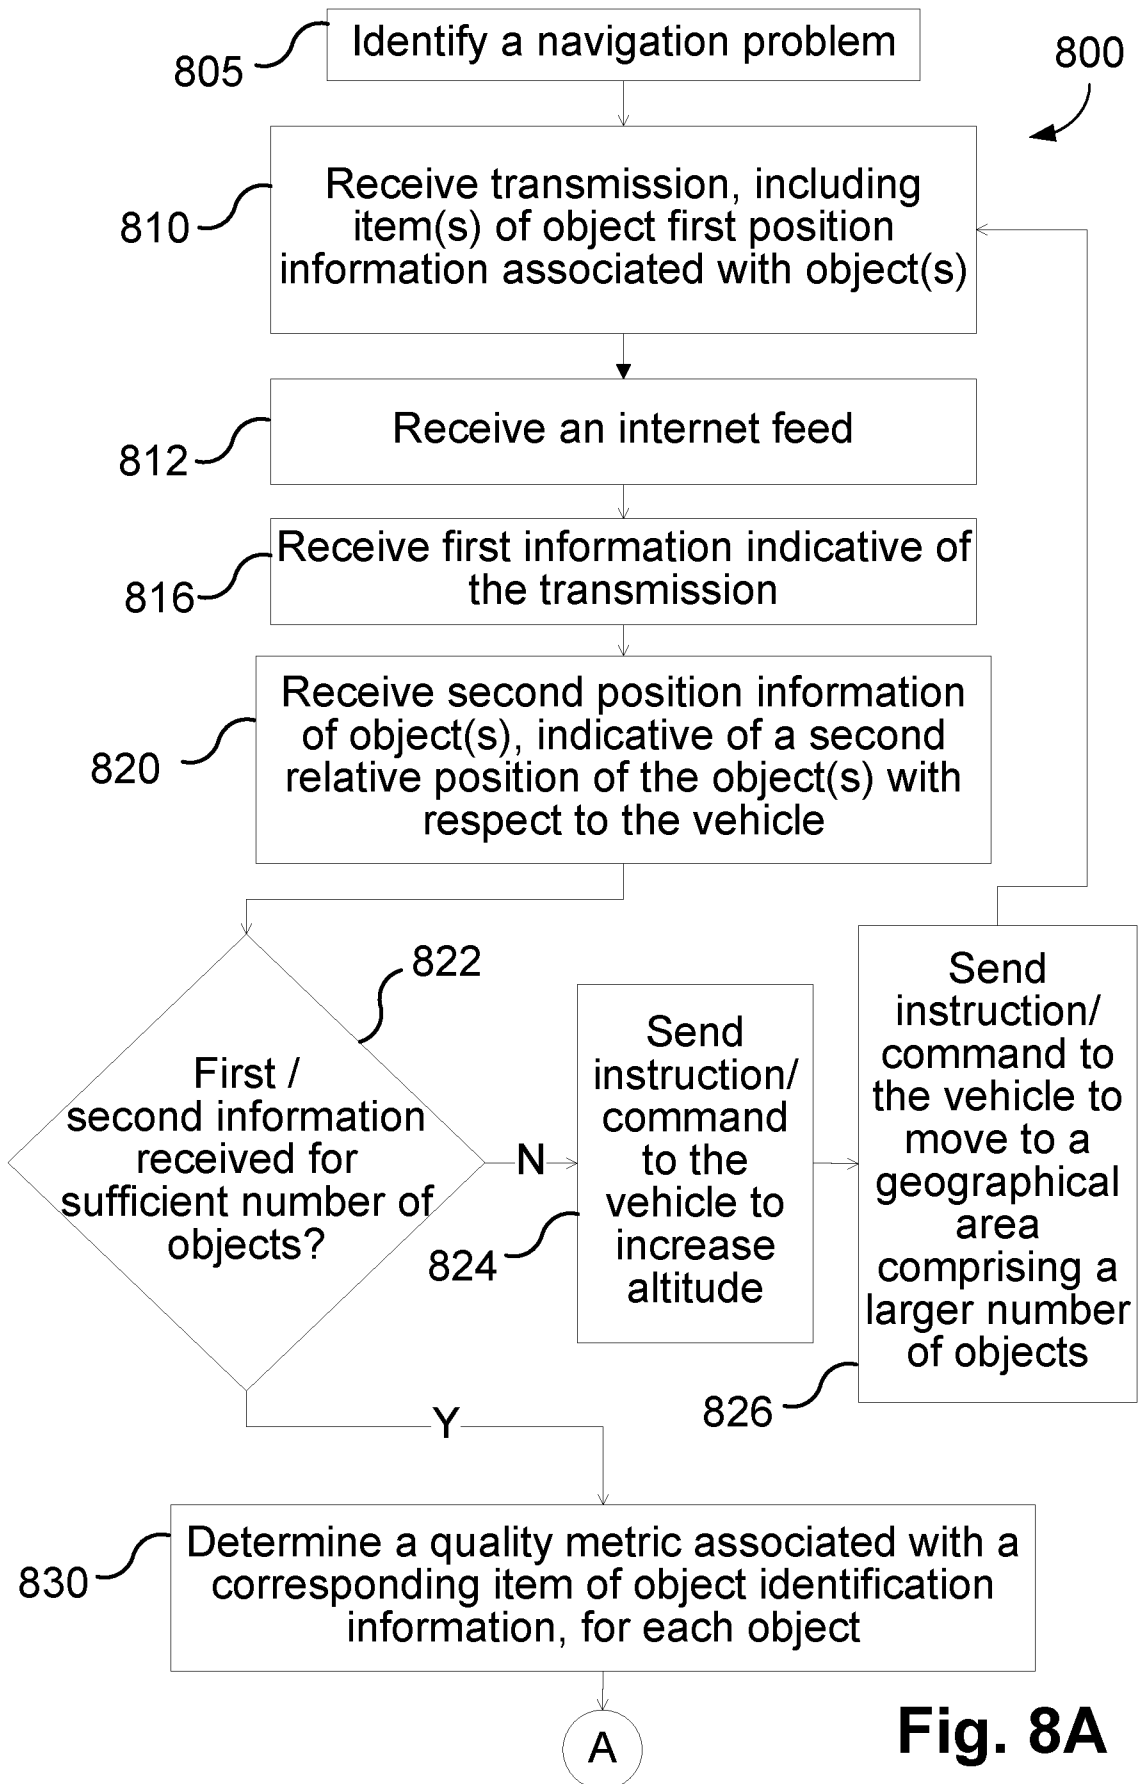 Identify a navigation problem
805
800
Receive transmission, including
item(s) of object first position
information associated with object(s)
810
Receive an internet feed
812
Receive first information indicative of
the transmission
816
Receive second position information
of object(s), indicative of a second
relative position of the object(s) with
respect to the vehicle
820
822
First /
second information
received for
sufficient number of
objects?
N
Send
instruction/
command
to the
vehicle to
increase
altitude
824
Send
instruction/
command to
the vehicle to
move to a
geographical
area
comprising a
larger number
of objects
826
Y
Determine a quality metric associated with a
corresponding item of object identification
information, for each object
830
A
Fig. 8A